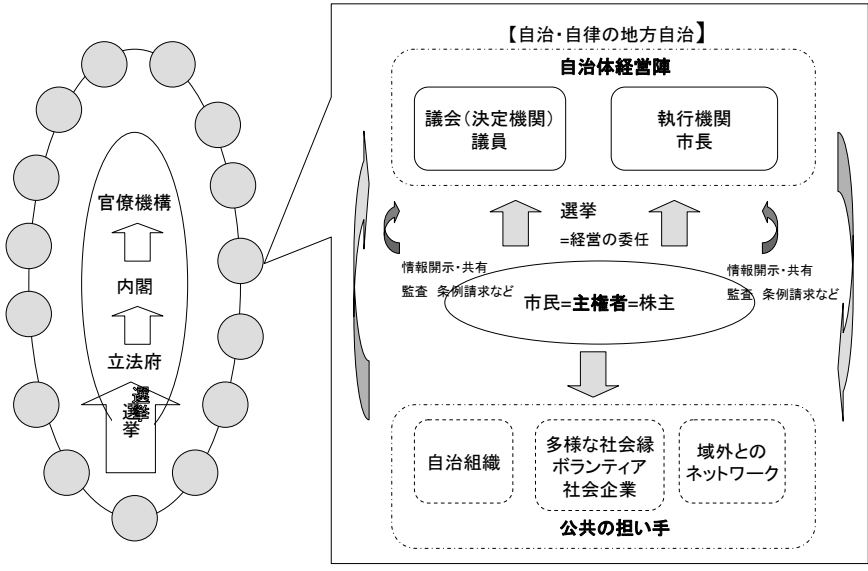 官僚機構
内閣
立法府
選挙
選挙
【自治・自律の地方自治】
自治体経営陣
議会（決定機関）
議員
執行機関
市長
選挙
=経営の委任
情報開示・共有
監査　条例請求など
情報開示・共有
監査　条例請求など
市民=主権者=株主
自治組織
多様な社会縁
ボランティア
社会企業
域外との
ネットワーク
公共の担い手